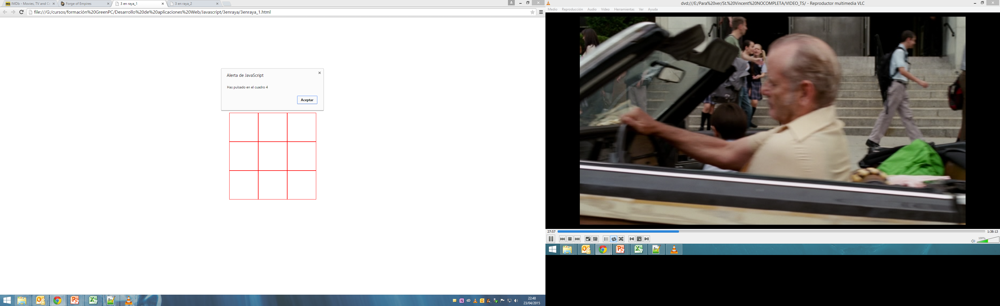 IMDb - Movies, TV and Ce
Forge of Empires
3 en raya_1
3 en raya_2
file:///G:/cursos/formación%20GreenPC/Desarrollo%20de%20aplicaciones%20Web/Javascript/3enraya/3enraya_1.html
Alerta de JavaScript
Has pulsado en el cuadro 4
Aceptar
22:48
23/04/2015
dvd:///E:/Para%20ver/St.%20Vincent%20NOCOMPLETA/VIDEO_TS/ - Reproductor multimedia VLC
Medio Reproducción Audio Vídeo Herramientas Ver Ayuda
27:57
1:38:13
100%